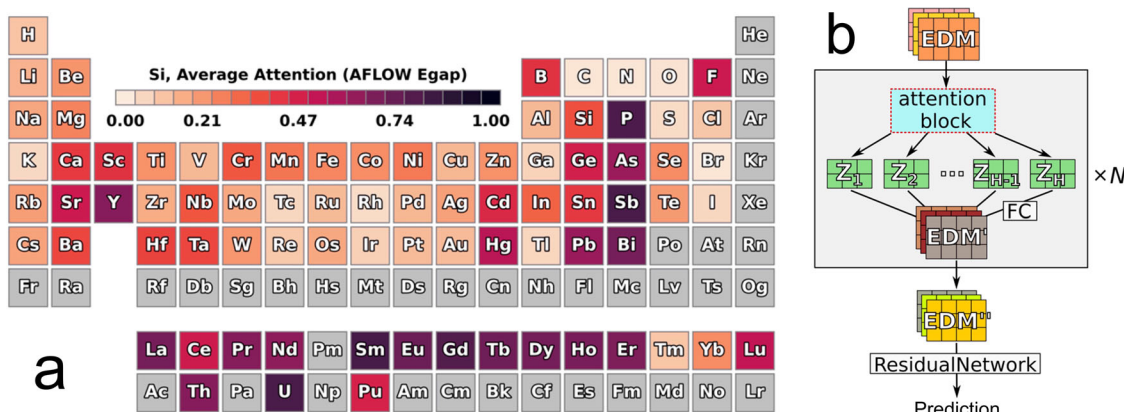 H He
Li Be B C N O F Ne
Si, Average Attention (AFLOW Egap)
0.00 0.21 0.47 0.74 1.00
Na Mg Al Si P S Cl Ar
K Ca Sc Ti V Cr Mn Fe Co Ni Cu Zn Ga Ge As Se Br Kr
Rb Sr Y Zr Nb Mo Tc Ru Rh Pd Ag Cd In Sn Sb Te I Xe
Cs Ba Hf Ta W Re Os Ir Pt Au Hg Tl Pb Bi Po At Rn
Fr Ra Rf Db Sg Bh Hs Mt Ds Rg Cn Nh Fl Mc Lv Ts Og
La Ce Pr Nd Pm Sm Eu Gd Tb Dy Ho Er Tm Yb Lu
Ac Th Pa U Np Pu Am Cm Bk Cf Es Fm Md No Lr
a
b
EDM
attention
block
Z1 Z2 ... ZH-1 ZH
×N
FC
EDM'
EDM''
ResidualNetwork
Prediction